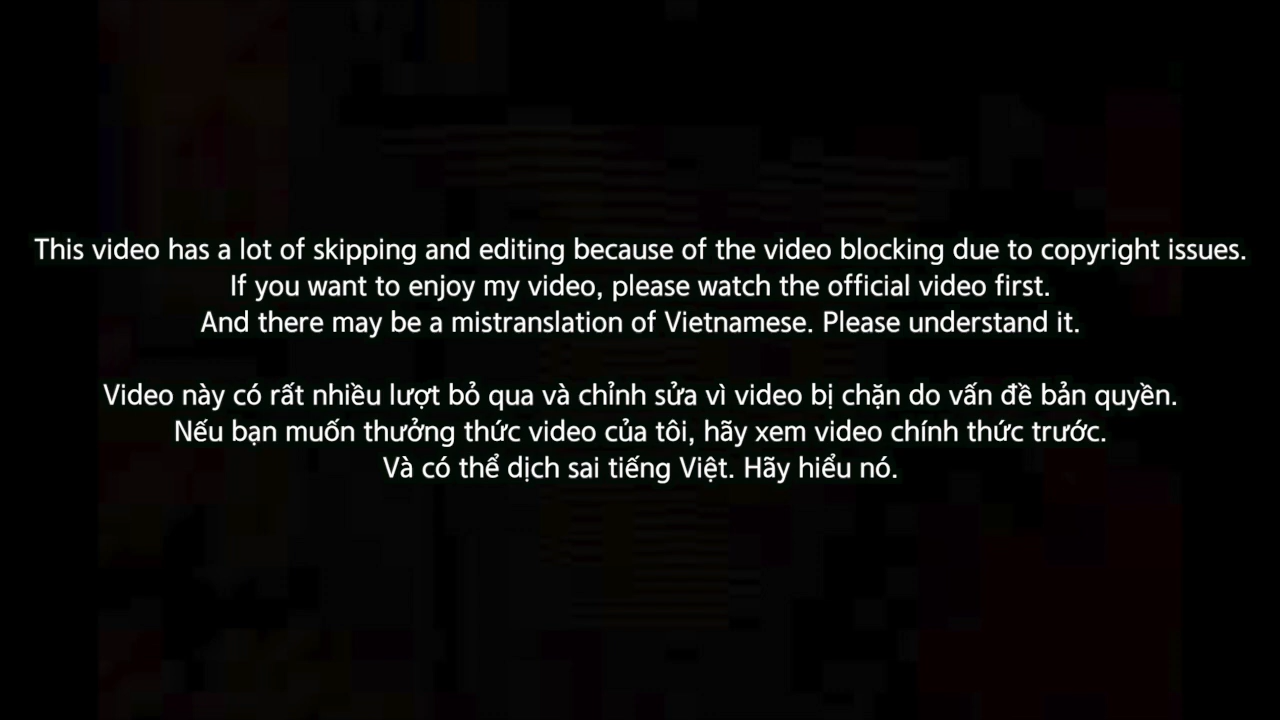 This video has a lot of skipping and editing because of the video blocking due to copyright issues.
If you want to enjoy my video, please watch the official video first.
And there may be a mistranslation of Vietnamese. Please understand it.
Video này có rất nhiều lượt bỏ qua và chỉnh sửa vì video bị chặn do vấn đề bản quyền.
Nếu bạn muốn thưởng thức video của tôi, hãy xem video chính thức trước.
Và có thể dịch sai tiếng Việt. Hãy hiểu nó.